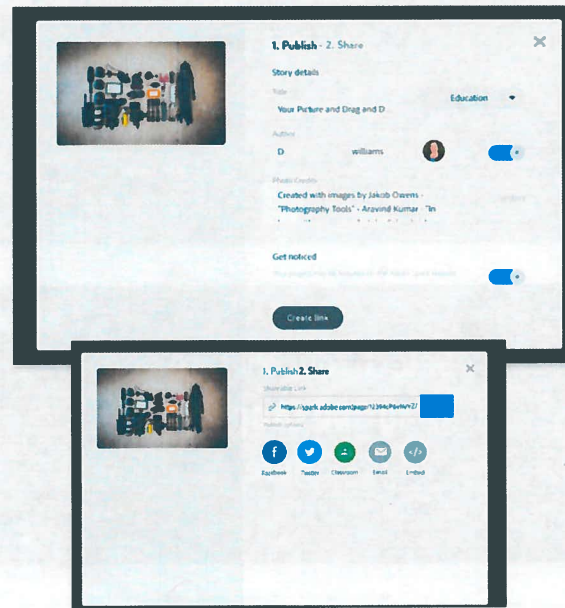 1. Publish - 2. Share
Story details
Title
Your Picture and Drag and D
Education
Author
D williams
Photo Credits
Created with images by Jakob Owens -
"Photography Tools" - Aravind Kumar - "In
Get noticed
Create link
1. Publish 2. Share
Shareable Link
https://spark.adobe.com/page/
Facebook Twitter Classroom Email Embed